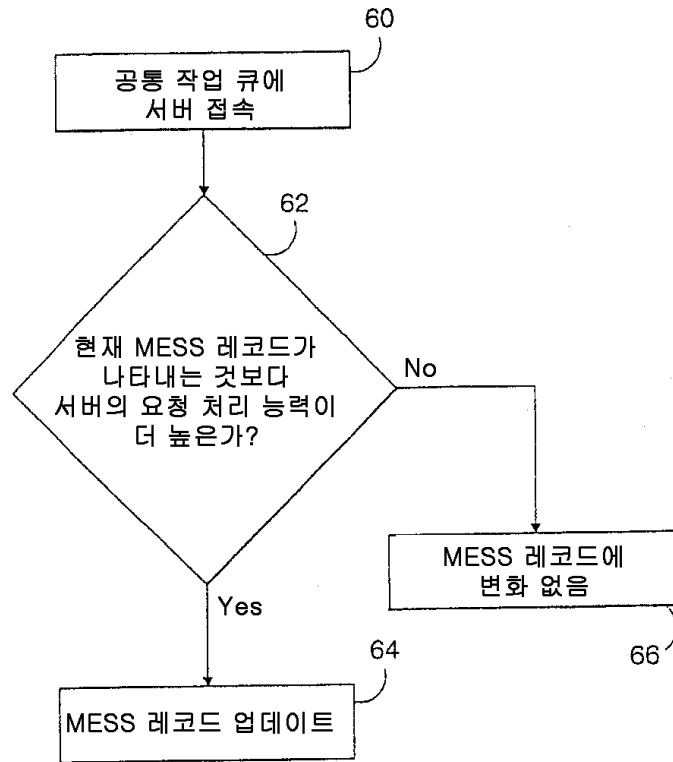 60
공통 작업 큐에
서버 접속
62
현재 MESS 레코드가
나타내는 것보다
서버의 요청 처리 능력이
더 높은가?
No
MESS 레코드에
변화 없음
66
Yes
64
MESS 레코드 업데이트